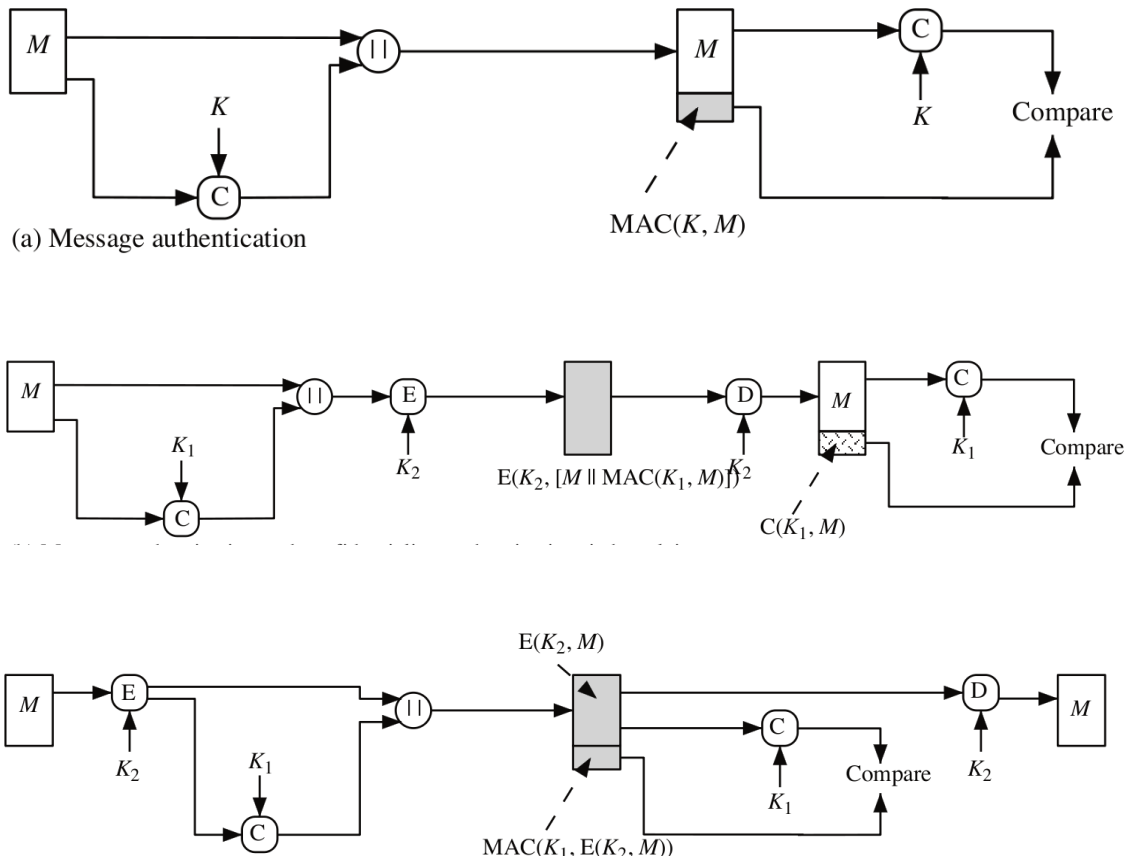 M
||
M
C
K
C
K
Compare
MAC(K, M)
(a) Message authentication
M
||
E
D
M
C
K1
C
K2
K2
K1
Compare
E(K2, [M || MAC(K1, M)])
C(K1, M)
E(K2, M)
M
E
||
D
M
K2
K1
C
C
K1
Compare
K2
MAC(K1, E(K2, M))